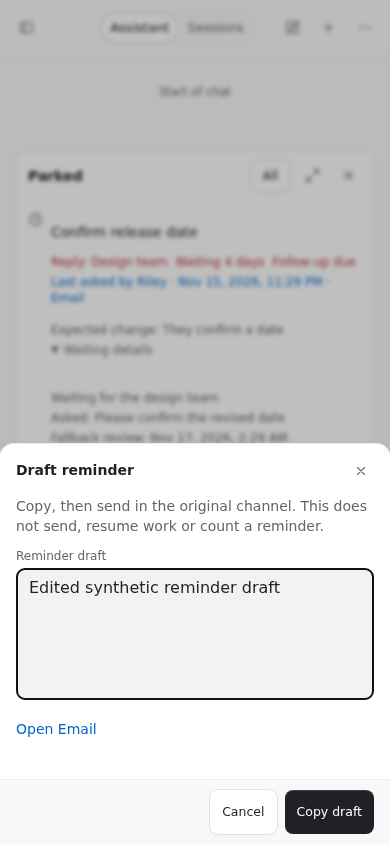 Assistant
Sessions
Start of chat
Parked
All
Confirm release date
Reply: Design team · Waiting 4 days · Follow-up due
Last asked by Riley · Nov 15, 2026, 11:29 PM ·
Email
Expected change: They confirm a date
▾ Waiting details
Waiting for the design team
Asked: Please confirm the revised date
Fallback review: Nov 17, 2026, 2:29 AM
Draft reminder
Copy, then send in the original channel. This does
not send, resume work or count a reminder.
Reminder draft
Edited synthetic reminder draft
Open Email
Cancel
Copy draft